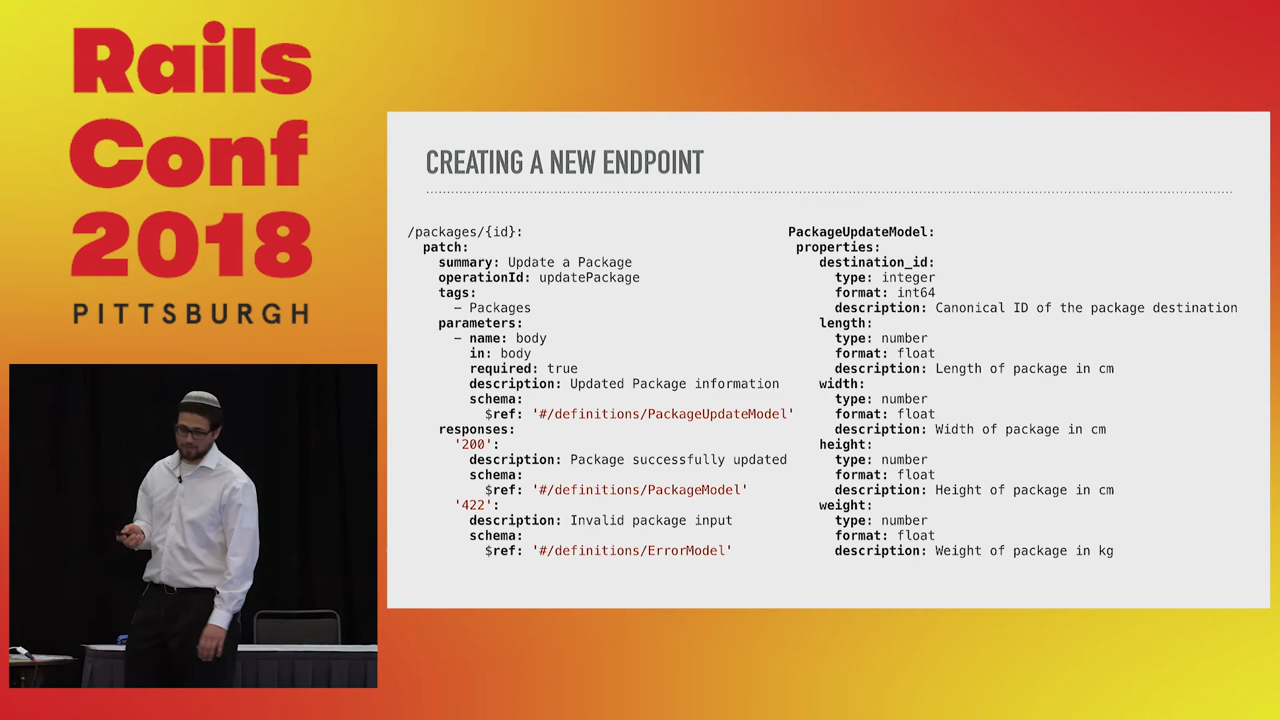 Rails
Conf
2018
PITTSBURGH
CREATING A NEW ENDPOINT
/packages/{id}:
patch:
summary: Update a Package
operationId: updatePackage
tags:
- Packages
parameters:
- name: body
in: body
required: true
description: Updated Package information
schema:
$ref: '#/definitions/PackageUpdateModel'
responses:
'200':
description: Package successfully updated
schema:
$ref: '#/definitions/PackageModel'
'422':
description: Invalid package input
schema:
$ref: '#/definitions/ErrorModel'
PackageUpdateModel:
properties:
destination_id:
type: integer
format: int64
description: Canonical ID of the package destination
length:
type: number
format: float
description: Length of package in cm
width:
type: number
format: float
description: Width of package in cm
height:
type: number
format: float
description: Height of package in cm
weight:
type: number
format: float
description: Weight of package in kg